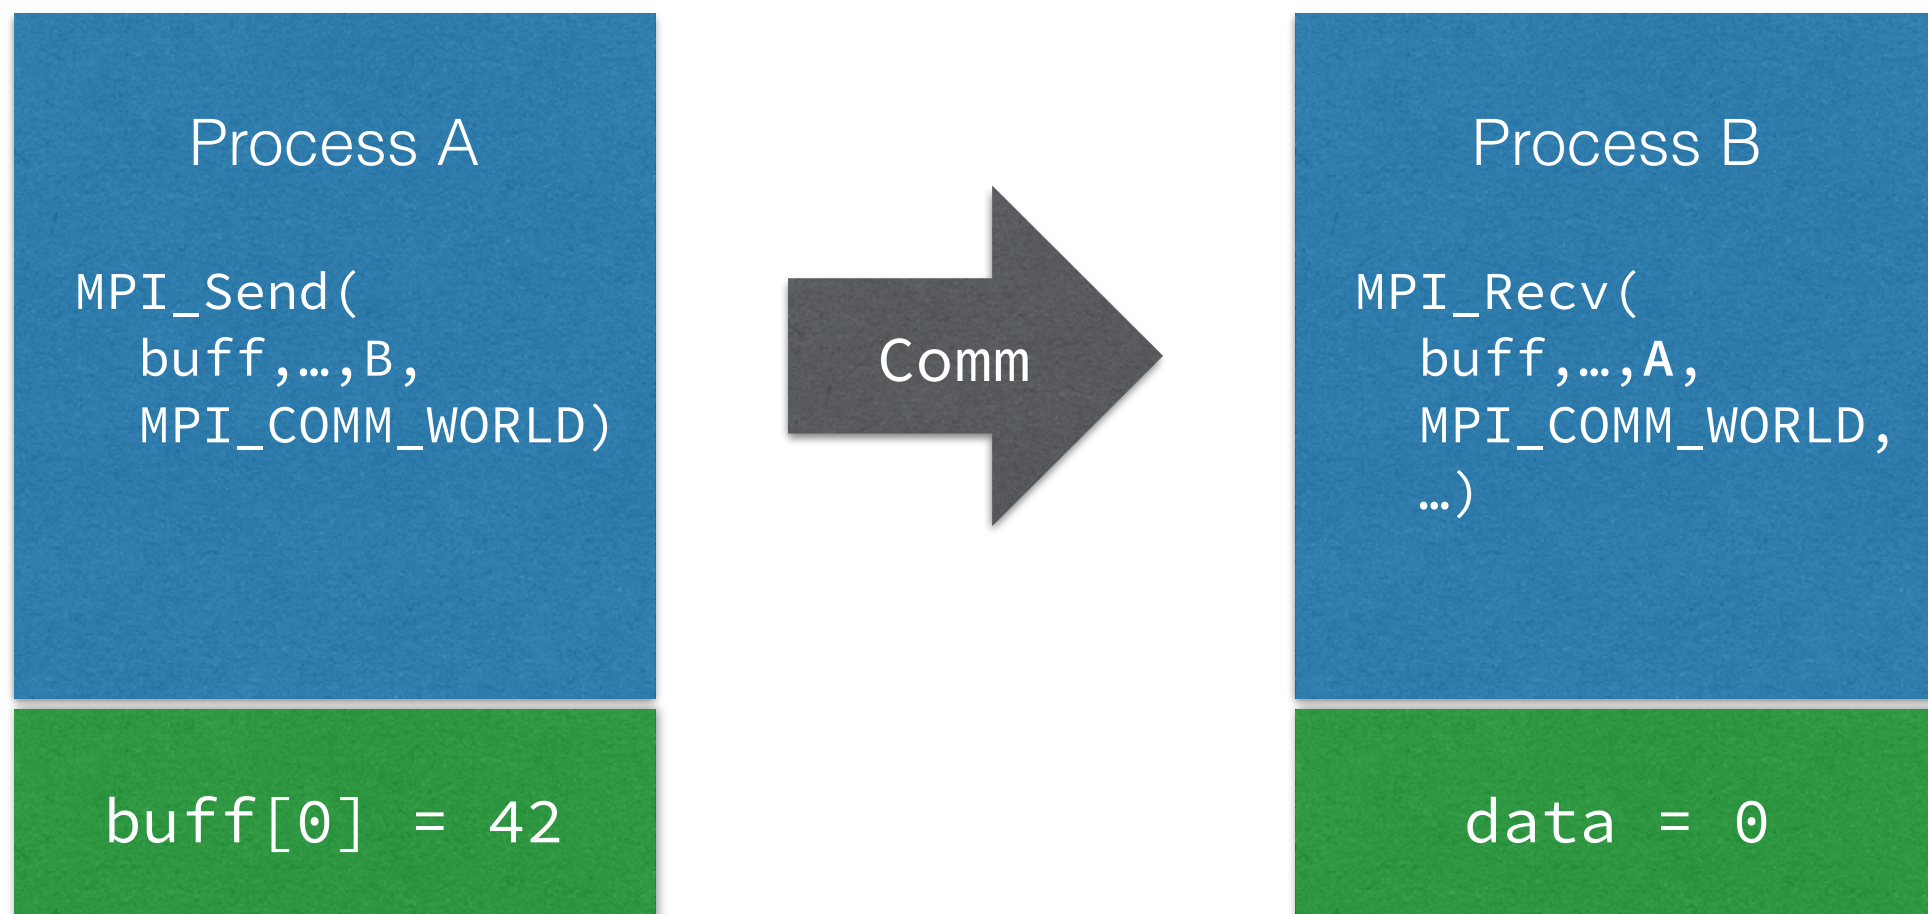 Process A
MPI_Send(
buff,…,B,
MPI_COMM_WORLD)
buff[0] = 42
Comm
Process B
MPI_Recv(
buff,…,A,
MPI_COMM_WORLD,
…)
data = 0